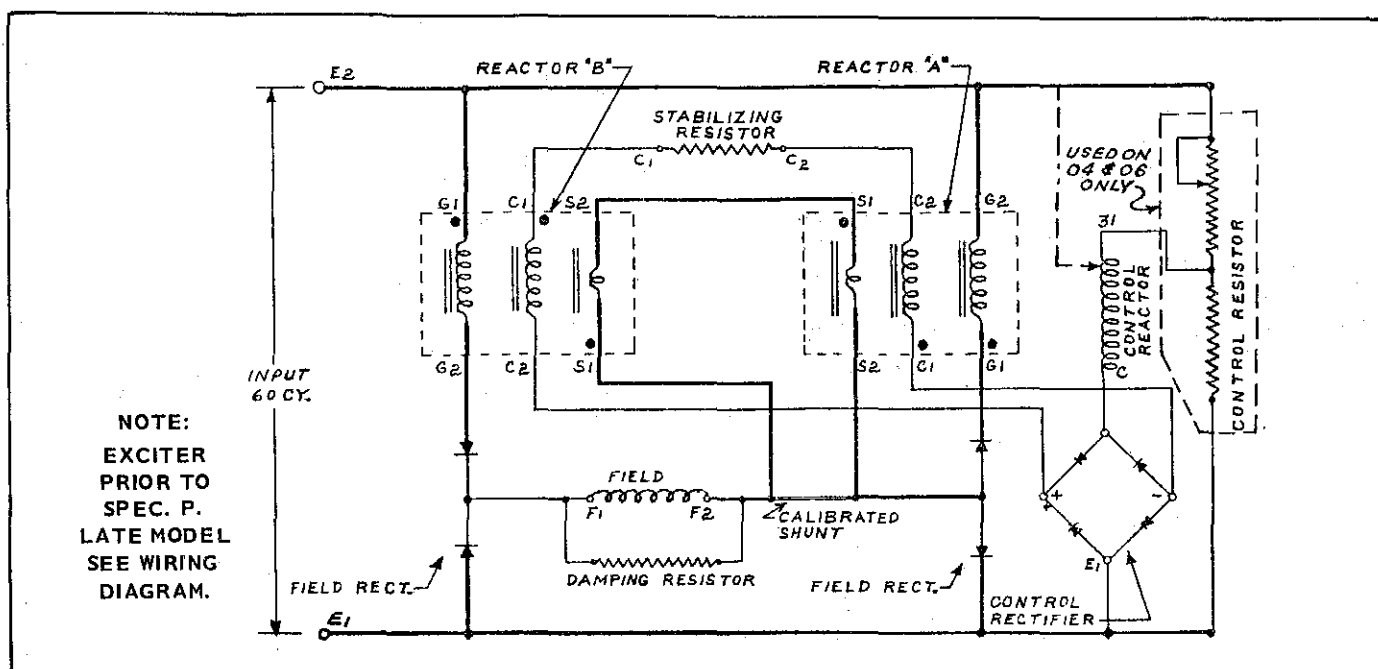 E2
REACTOR "B"
REACTOR "A"
STABILIZING
RESISTOR
C1
C2
USED ON
04 & 06
ONLY
G1
C1
S2
S1
C2
G2
31
CONTROL
REACTOR
C
CONTROL RESISTOR
G2
C2
S1
S2
C1
G1
INPUT
60 CY.
NOTE:
EXCITER
PRIOR TO
SPEC. P.
LATE MODEL
SEE WIRING
DIAGRAM.
FIELD
F1
F2
CALIBRATED
SHUNT
+
+
-
DAMPING RESISTOR
FIELD RECT.
FIELD RECT.
E1
CONTROL
RECTIFIER
E1